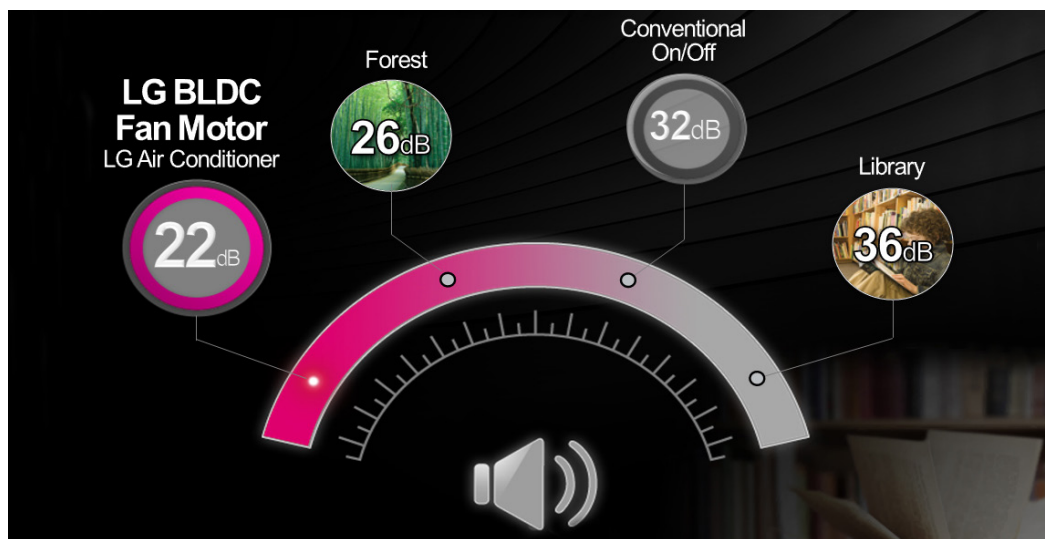 LG BLDC
Fan Motor
LG Air Conditioner
22dB
Forest
26dB
Conventional
On/Off
32dB
Library
36dB